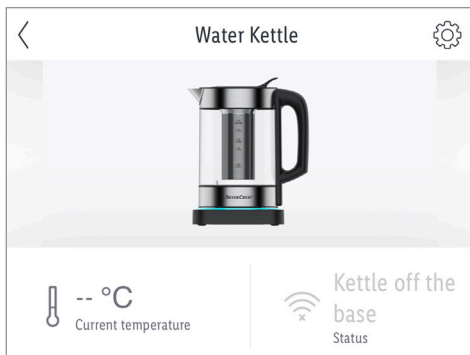 Water Kettle
SILVERCREST
-- °C
Current temperature
Kettle off the
base
Status